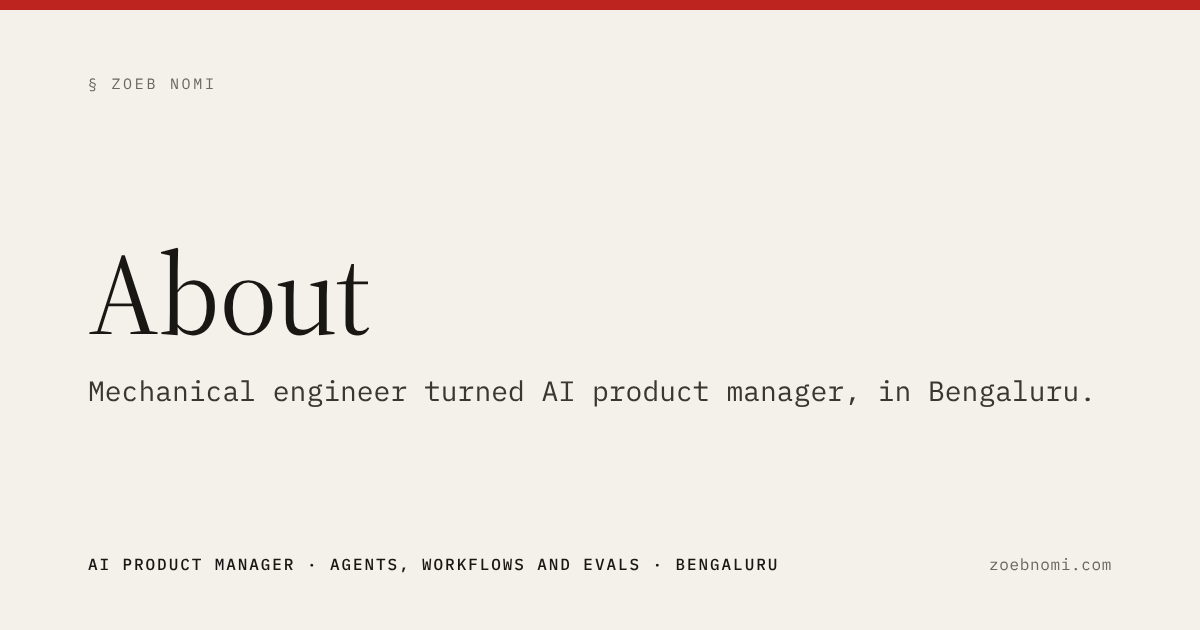 § ZOEB NOMI
About
Mechanical engineer turned AI product manager, in Bengaluru.
AI PRODUCT MANAGER · AGENTS, WORKFLOWS AND EVALS · BENGALURU
zoebnomi.com